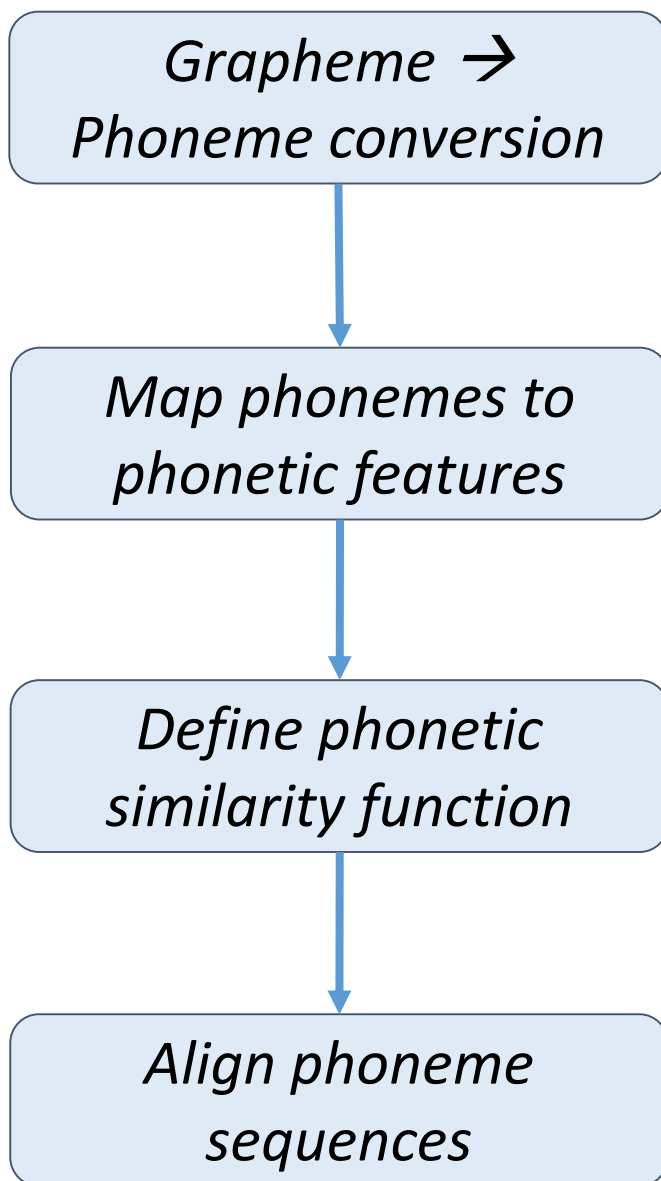 Grapheme →
Phoneme conversion
Map phonemes to
phonetic features
Define phonetic
similarity function
Align phoneme
sequences